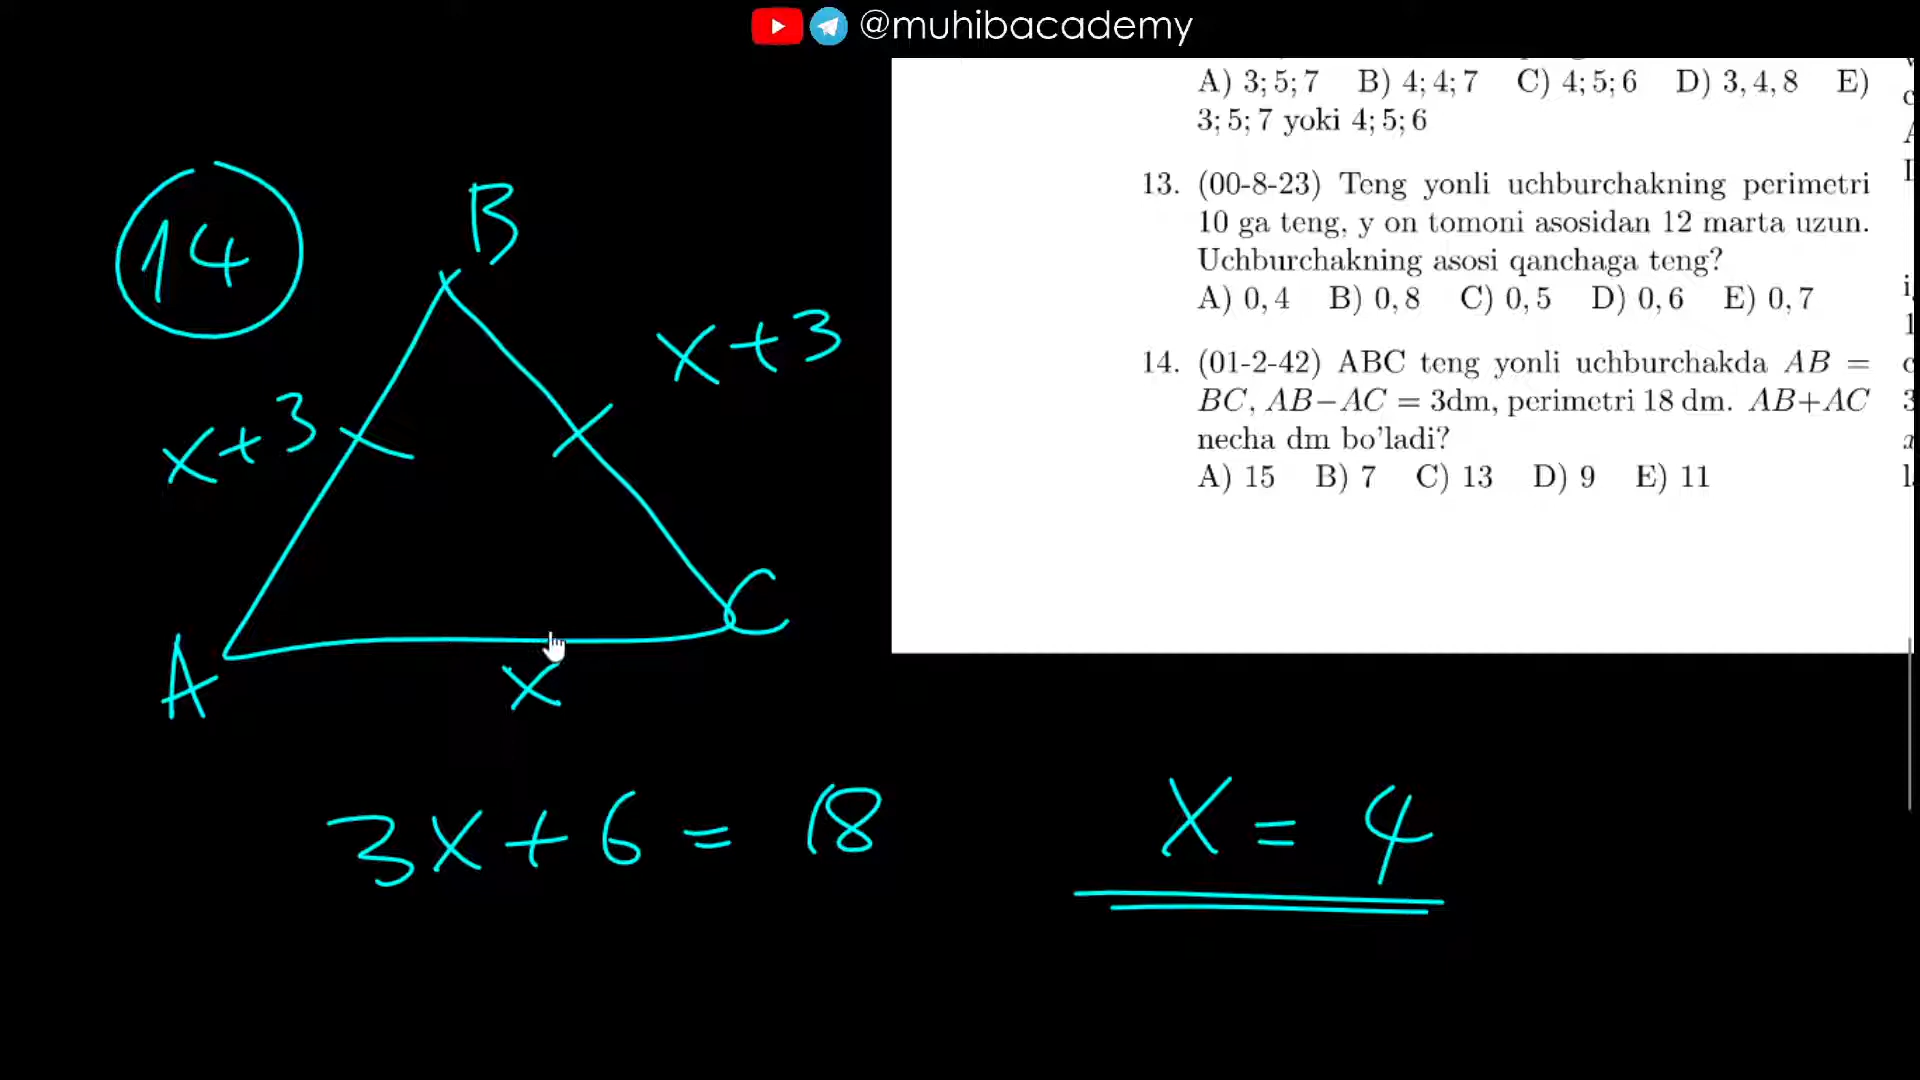 @muhibacademy
A) 3; 5; 7 B) 4; 4; 7 C) 4; 5; 6 D) 3, 4, 8 E)
3; 5; 7 yoki 4; 5; 6
13. (00-8-23) Teng yonli uchburchakning perimetri
10 ga teng, y on tomoni asosidan 12 marta uzun.
Uchburchakning asosi qanchaga teng?
A) 0, 4 B) 0, 8 C) 0, 5 D) 0, 6 E) 0, 7
14. (01-2-42) ABC teng yonli uchburchakda AB =
BC, AB−AC = 3dm, perimetri 18 dm. AB+AC
necha dm bo'ladi?
A) 15 B) 7 C) 13 D) 9 E) 11
14
B
x+3
x+3
A
C
x
3x+6=18
x=4